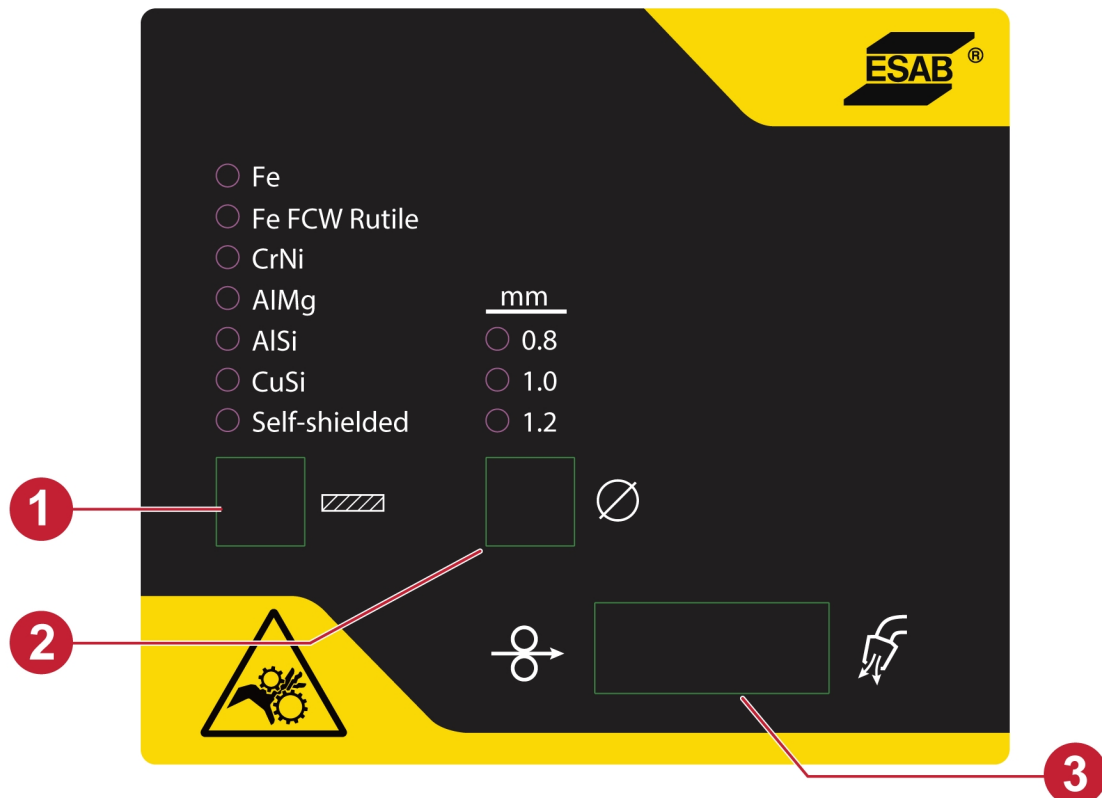 ESAB ®
Fe
Fe FCW Rutile
CrNi
AlMg
AlSi
CuSi
Self-shielded
mm
0.8
1.0
1.2
1
2
3